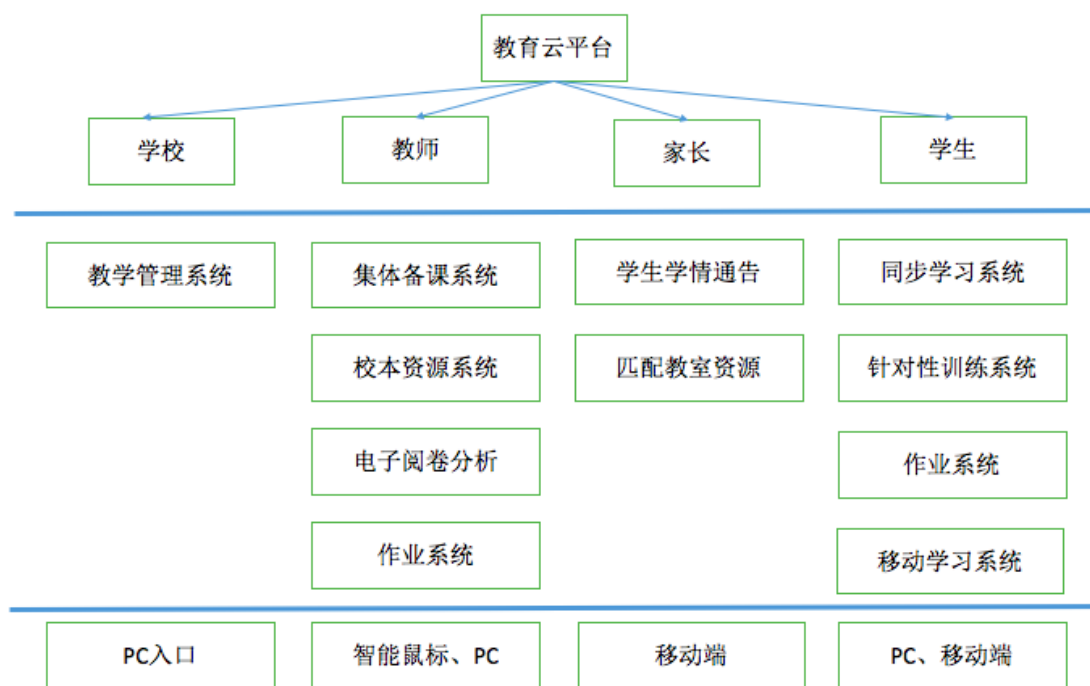 教育云平台
学校
教师
家长
学生
教学管理系统
集体备课系统
学生学情通告
同步学习系统
校本资源系统
匹配教室资源
针对性训练系统
电子阅卷分析
作业系统
作业系统
移动学习系统
PC入口
智能鼠标、PC
移动端
PC、移动端